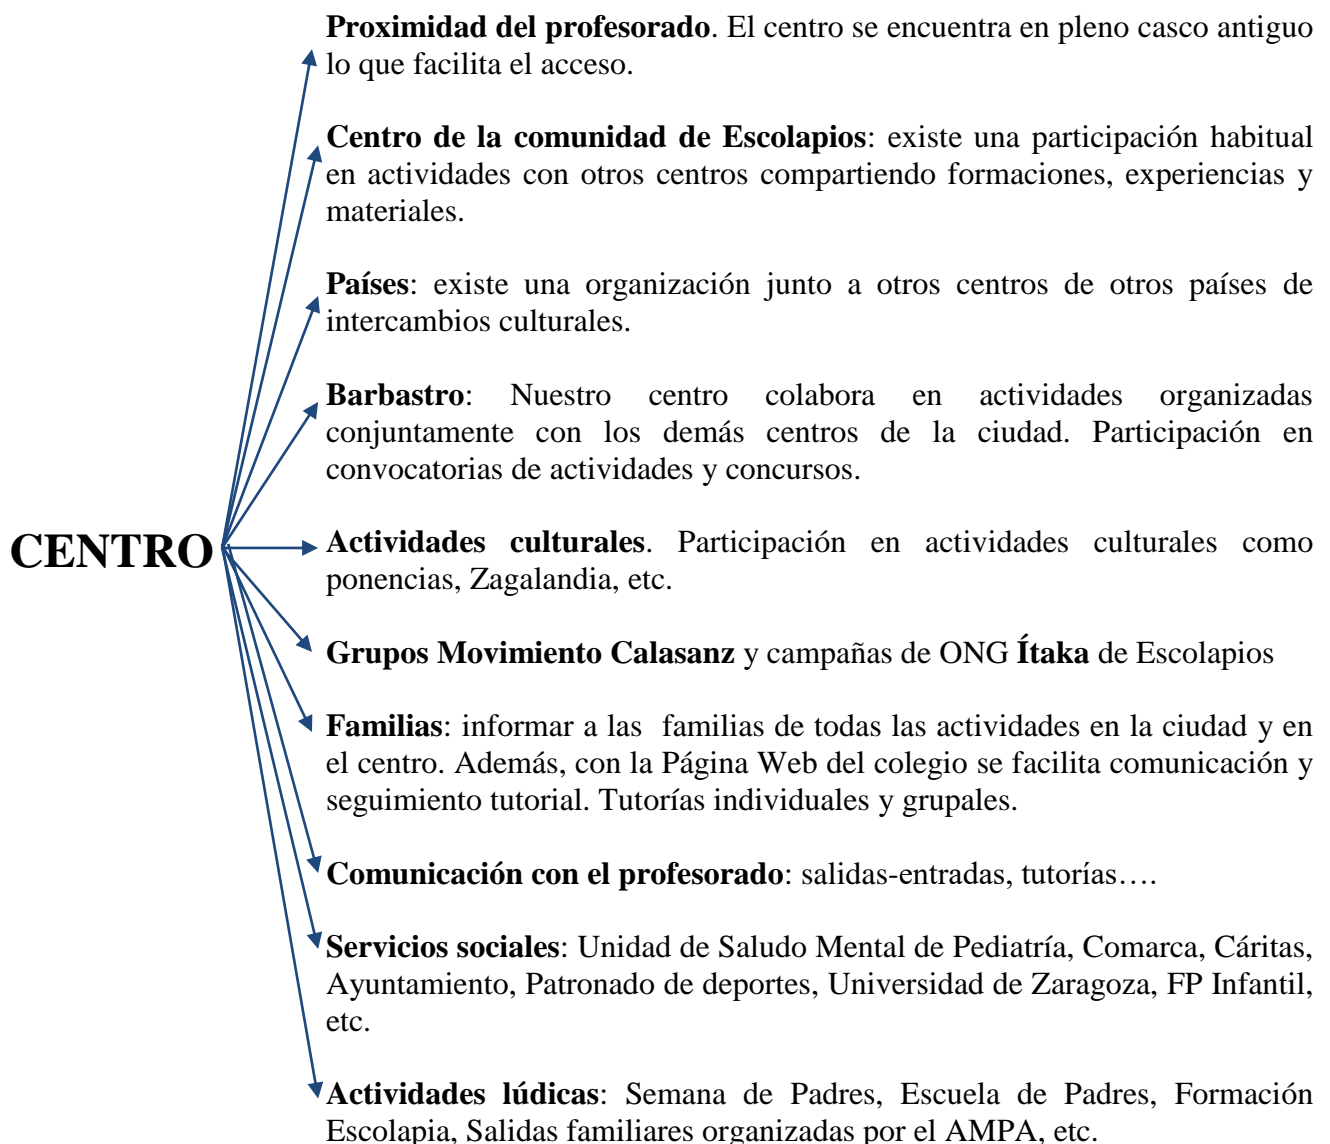 Proximidad del profesorado. El centro se encuentra en pleno casco antiguo
lo que facilita el acceso.
Centro de la comunidad de Escolapios: existe una participación habitual
en actividades con otros centros compartiendo formaciones, experiencias y
materiales.
Países: existe una organización junto a otros centros de otros países de
intercambios culturales.
Barbastro: Nuestro centro colabora en actividades organizadas
conjuntamente con los demás centros de la ciudad. Participación en
convocatorias de actividades y concursos.
CENTRO
Actividades culturales. Participación en actividades culturales como
ponencias, Zagalandia, etc.
Grupos Movimiento Calasanz y campañas de ONG Ítaka de Escolapios
Familias: informar a las  familias de todas las actividades en la ciudad y en
el centro. Además, con la Página Web del colegio se facilita comunicación y
seguimiento tutorial. Tutorías individuales y grupales.
Comunicación con el profesorado: salidas-entradas, tutorías….
Servicios sociales: Unidad de Saludo Mental de Pediatría, Comarca, Cáritas,
Ayuntamiento, Patronado de deportes, Universidad de Zaragoza, FP Infantil,
etc.
Actividades lúdicas: Semana de Padres, Escuela de Padres, Formación
Escolapia, Salidas familiares organizadas por el AMPA, etc.